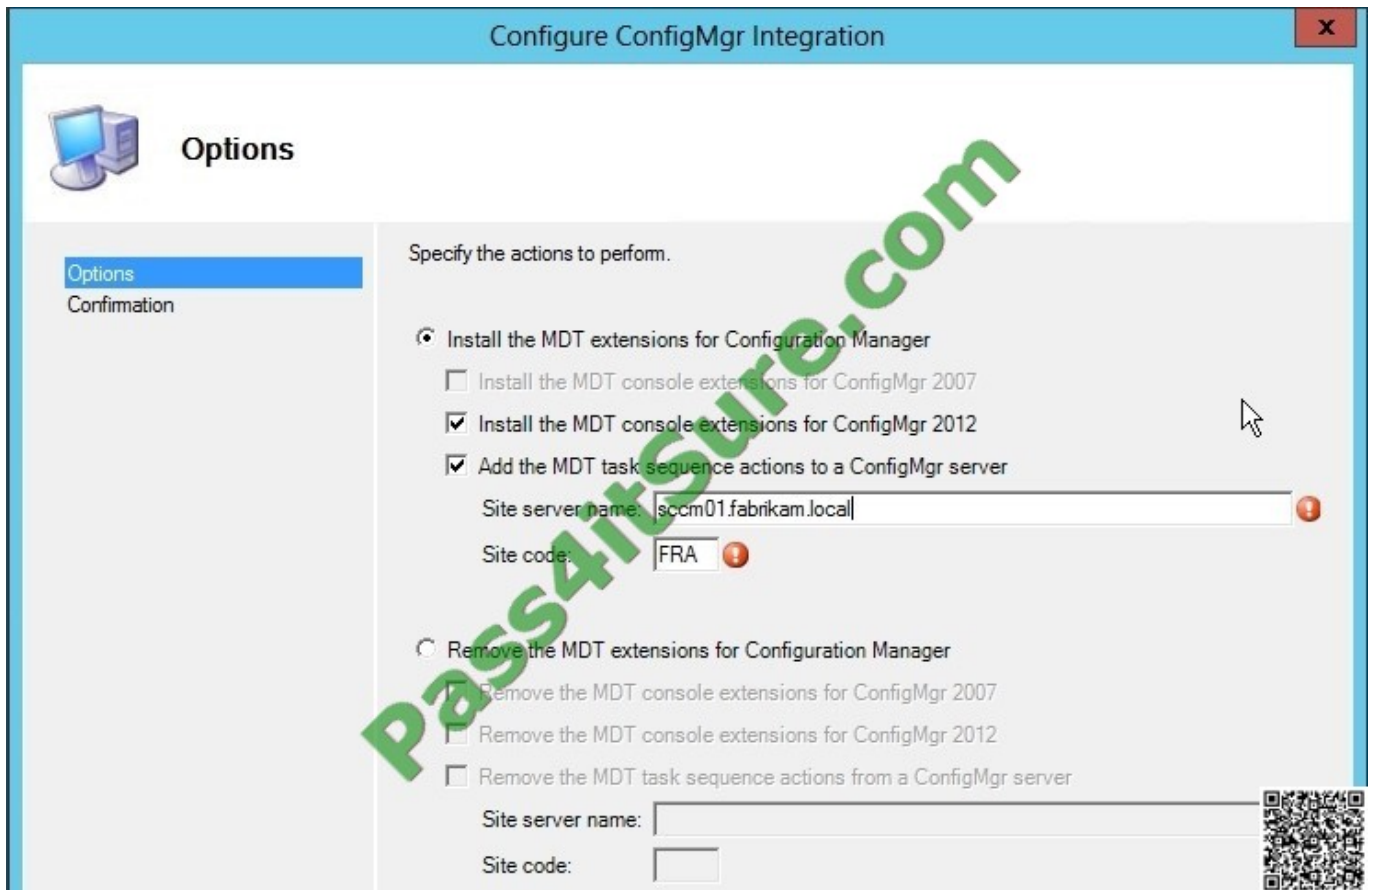 Configure ConfigMgr Integration
x
Options
Options
Confirmation
Specify the actions to perform.
Install the MDT extensions for Configuration Manager
Install the MDT console extensions for ConfigMgr 2007
Install the MDT console extensions for ConfigMgr 2012
Add the MDT task sequence actions to a ConfigMgr server
Site server name: sccm01.fabrikam.local
Site code: FRA
Remove the MDT extensions for Configuration Manager
Remove the MDT console extensions for ConfigMgr 2007
Remove the MDT console extensions for ConfigMgr 2012
Remove the MDT task sequence actions from a ConfigMgr server
Site server name:
Site code:
Pass4itSure.com